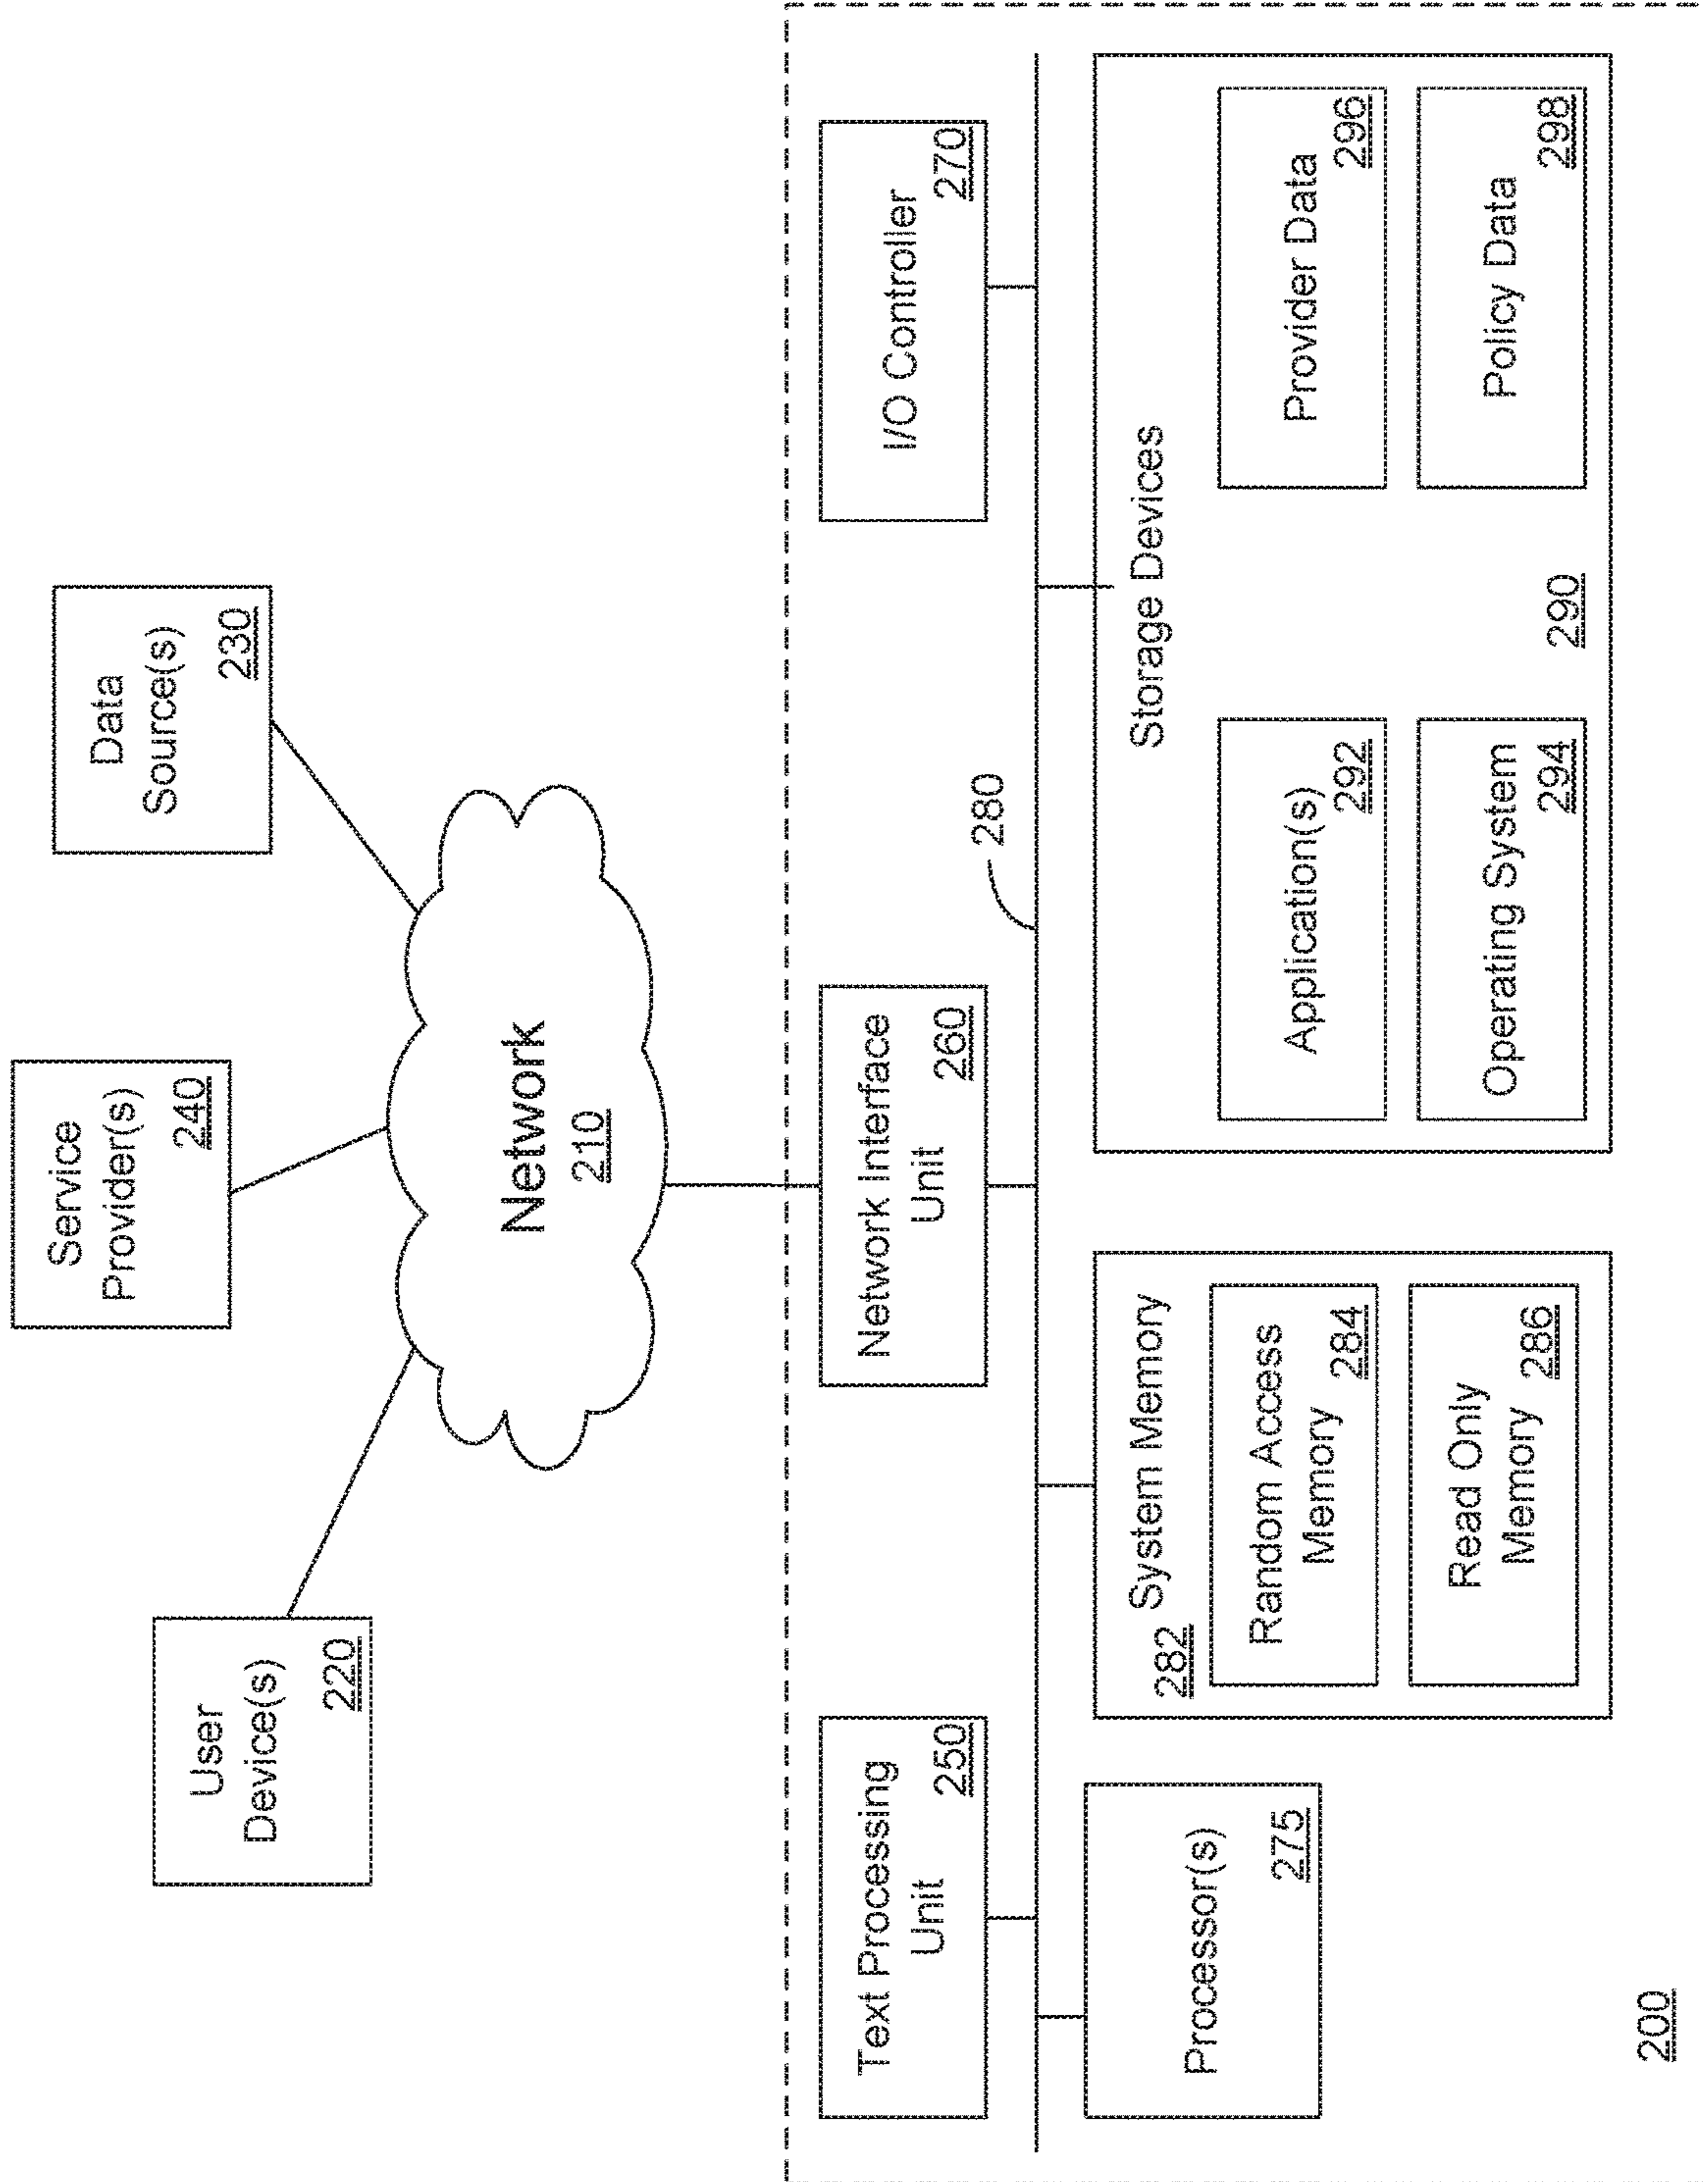 Service
Provider(s)
240
User
Device(s)
220
Data
Source(s)
230
Network
210
Text Processing
Unit
250
Network Interface
Unit
260
I/O Controller
270
280
Processor(s)
275
System Memory
282
Random Access
Memory
284
Read Only
Memory
286
Storage Devices
Application(s)
292
Provider Data
296
Operating System
294
Policy Data
298
290
200